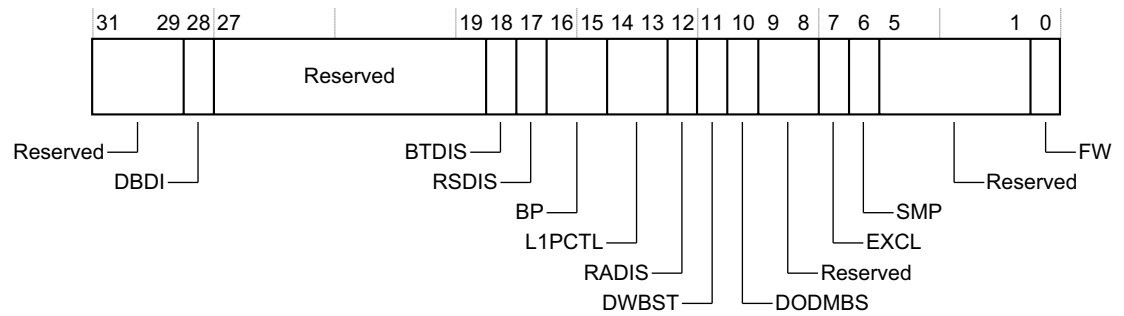 31 29 28 27 19 18 17 16 15 14 13 12 11 10 9 8 7 6 5 1 0
Reserved
Reserved BTDIS FW
DBDI RSDIS Reserved
BP SMP
L1PCTL EXCL
RADIS Reserved
DWBST DODMBS